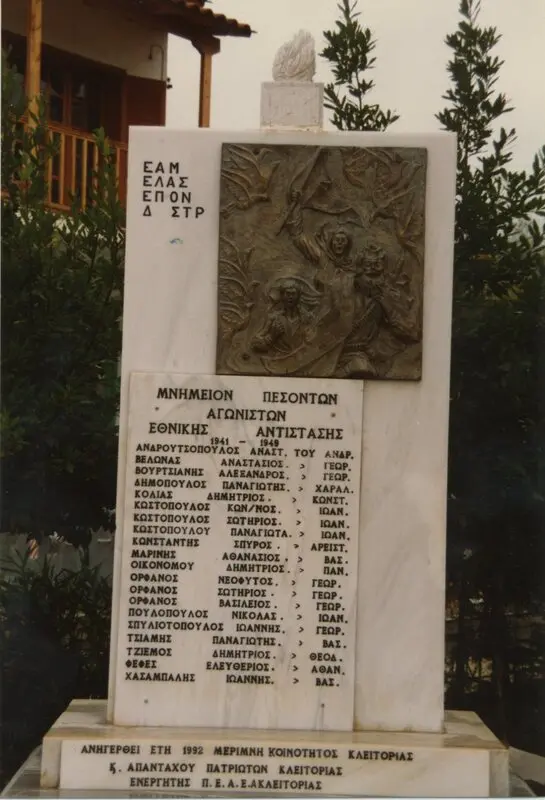 ΕΑΜ
ΕΛΑΣ
ΕΠΟΝ
Δ ΣΤΡ
ΜΝΗΜΕΙΟΝ ΠΕΣΟΝΤΩΝ
ΑΓΩΝΙΣΤΩΝ
ΕΘΝΙΚΗΣ ΑΝΤΙΣΤΑΣΗΣ
1941 – 1949
ΑΝΔΡΟΥΤΣΟΠΟΥΛΟΣ ΑΝΑΣΤ. ΤΟΥ ΑΝΔΡ.
ΒΕΛΩΝΑΣ ΑΝΑΣΤΑΣΙΟΣ. > ΓΕΩΡ.
ΒΟΥΡΤΣΙΑΝΗΣ ΑΛΕΞΑΝΔΡΟΣ. > ΓΕΩΡ.
ΔΗΜΟΠΟΥΛΟΣ ΠΑΝΑΓΙΩΤΗΣ. > ΧΑΡΑΛ.
ΚΟΛΙΑΣ ΔΗΜΗΤΡΙΟΣ. > ΚΩΝΣΤ.
ΚΩΣΤΟΠΟΥΛΟΣ ΚΩΝ/ΝΟΣ. > ΙΩΑΝ.
ΚΩΣΤΟΠΟΥΛΟΣ ΣΩΤΗΡΙΟΣ. > ΙΩΑΝ.
ΚΩΣΤΟΠΟΥΛΟΥ ΠΑΝΑΓΙΩΤΑ. > ΙΩΑΝ.
ΚΩΝΣΤΑΝΤΗΣ ΣΠΥΡΟΣ. > ΑΡΕΙΣΤ.
ΜΑΡΙΝΗΣ ΑΘΑΝΑΣΙΟΣ. > ΒΑΣ.
ΟΙΚΟΝΟΜΟΥ ΔΗΜΗΤΡΙΟΣ. > ΠΑΝ.
ΟΡΦΑΝΟΣ ΝΕΟΦΥΤΟΣ. > ΓΕΩΡ.
ΟΡΦΑΝΟΣ ΣΩΤΗΡΙΟΣ. > ΓΕΩΡ.
ΟΡΦΑΝΟΣ ΒΑΣΙΛΕΙΟΣ. > ΓΕΩΡ.
ΠΟΥΛΟΠΟΥΛΟΣ ΝΙΚΟΛΑΣ. > ΙΩΑΝ.
ΣΠΥΛΙΟΤΟΠΟΥΛΟΣ ΙΩΑΝΝΗΣ. > ΓΕΩΡ.
ΤΣΙΑΜΗΣ ΠΑΝΑΓΙΩΤΗΣ. > ΒΑΣ.
ΤΖΙΕΜΟΣ ΔΗΜΗΤΡΙΟΣ. > ΘΕΟΔ.
ΦΕΦΕΣ ΕΛΕΥΘΕΡΙΟΣ. > ΑΘΑΝ.
ΧΑΣΑΜΠΑΛΗΣ ΙΩΑΝΝΗΣ. > ΒΑΣ.
ΑΝΗΓΕΡΘΕΙ ΕΤΗ 1992 ΜΕΡΙΜΝΗ ΚΟΙΝΟΤΗΤΟΣ ΚΛΕΙΤΟΡΙΑΣ
ϗ. ΑΠΑΝΤΑΧΟΥ ΠΑΤΡΙΩΤΩΝ ΚΛΕΙΤΟΡΙΑΣ
ΕΝΕΡΓΗΤΗΣ Π.Ε.Α.Ε.ΑΚΛΕΙΤΟΡΙΑΣ